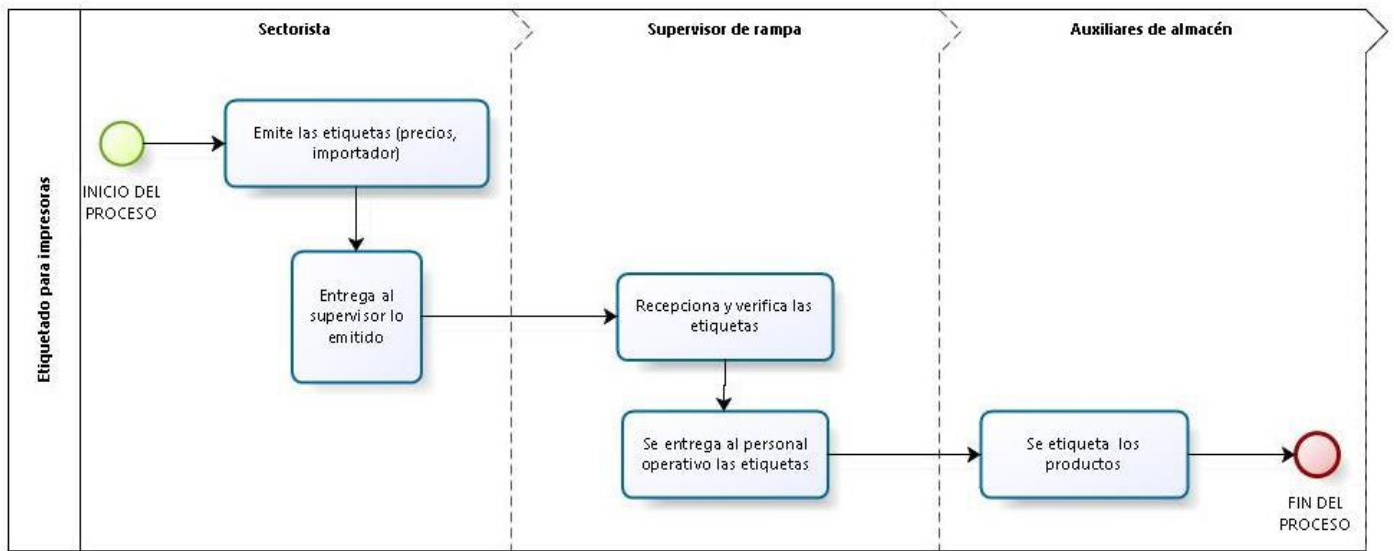 Sectorista
Supervisor de rampa
Auxiliares de almacén
Etiquetado para impresoras
INICIO DEL
PROCESO
Emite las etiquetas (precios,
importador)
Entrega al
supervisor lo
emitido
Recepciona y verifica las
etiquetas
Se entrega al personal
operativo las etiquetas
Se etiqueta los
productos
FIN DEL
PROCESO